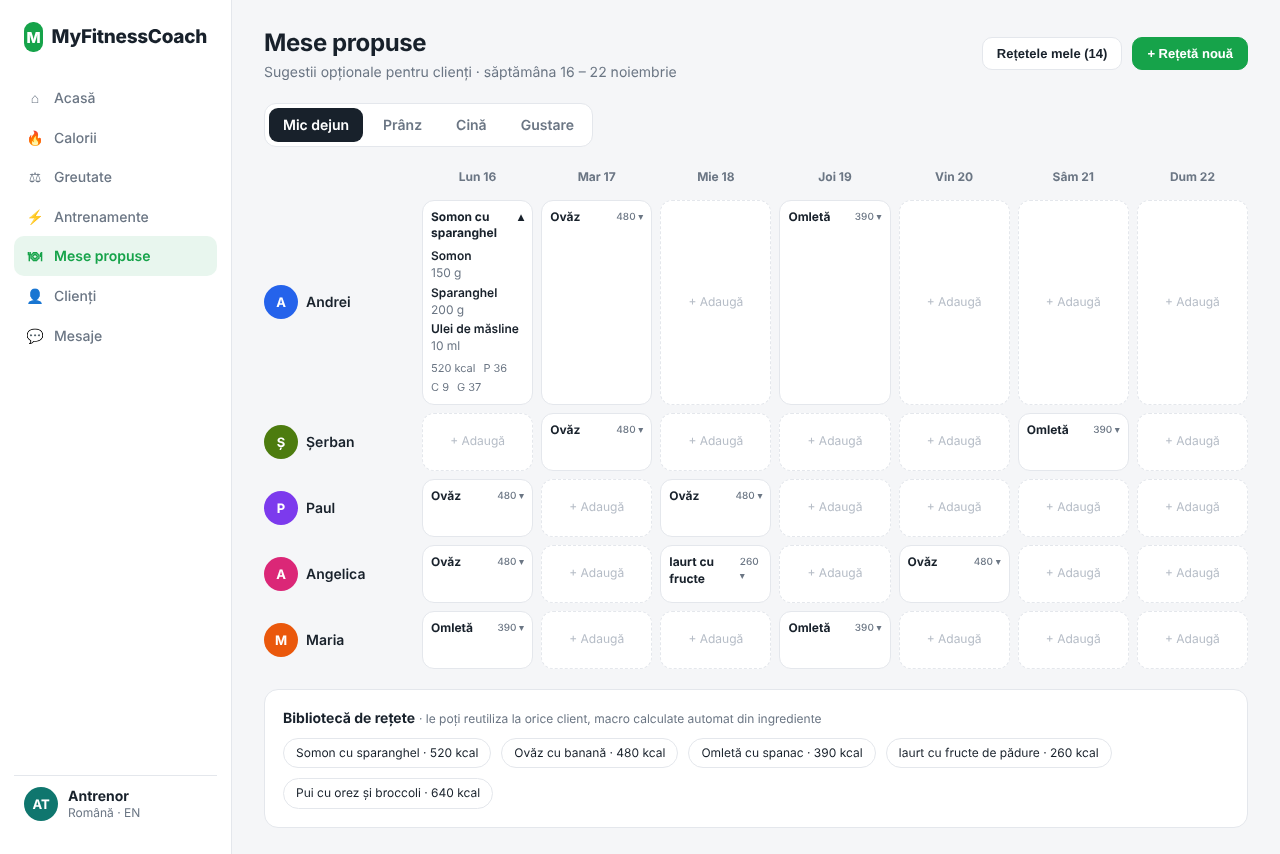 M MyFitnessCoach
Acasă
Calorii
Greutate
Antrenamente
Mese propuse
Clienți
Mesaje
AT Antrenor
Română · EN
Mese propuse
Sugestii opționale pentru clienți · săptămâna 16 – 22 noiembrie
Rețetele mele (14)
+ Rețetă nouă
Mic dejun Prânz Cină Gustare
Lun 16 Mar 17 Mie 18 Joi 19 Vin 20 Sâm 21 Dum 22
A Andrei
Somon cu ▲
sparanghel
Somon
150 g
Sparanghel
200 g
Ulei de măsline
10 ml
520 kcal P 36
C 9 G 37
Ovăz 480 ▾
+ Adaugă
Omletă 390 ▾
+ Adaugă
+ Adaugă
+ Adaugă
Ș Șerban
+ Adaugă
Ovăz 480 ▾
+ Adaugă
+ Adaugă
+ Adaugă
Omletă 390 ▾
+ Adaugă
P Paul
Ovăz 480 ▾
+ Adaugă
Ovăz 480 ▾
+ Adaugă
+ Adaugă
+ Adaugă
+ Adaugă
A Angelica
Ovăz 480 ▾
+ Adaugă
Iaurt cu 260
fructe ▾
+ Adaugă
Ovăz 480 ▾
+ Adaugă
+ Adaugă
M Maria
Omletă 390 ▾
+ Adaugă
+ Adaugă
Omletă 390 ▾
+ Adaugă
+ Adaugă
+ Adaugă
Bibliotecă de rețete · le poți reutiliza la orice client, macro calculate automat din ingrediente
Somon cu sparanghel · 520 kcal
Ovăz cu banană · 480 kcal
Omletă cu spanac · 390 kcal
Iaurt cu fructe de pădure · 260 kcal
Pui cu orez și broccoli · 640 kcal